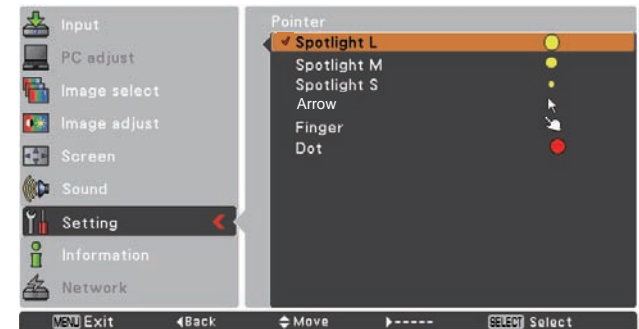 Input
PC adjust
Image select
Image adjust
Screen
Sound
Setting
Information
Network
Pointer
Spotlight L
Spotlight M
Spotlight S
Arrow
Finger
Dot
MENU Exit ◀Back ◆Move ▶----- SELECT Select